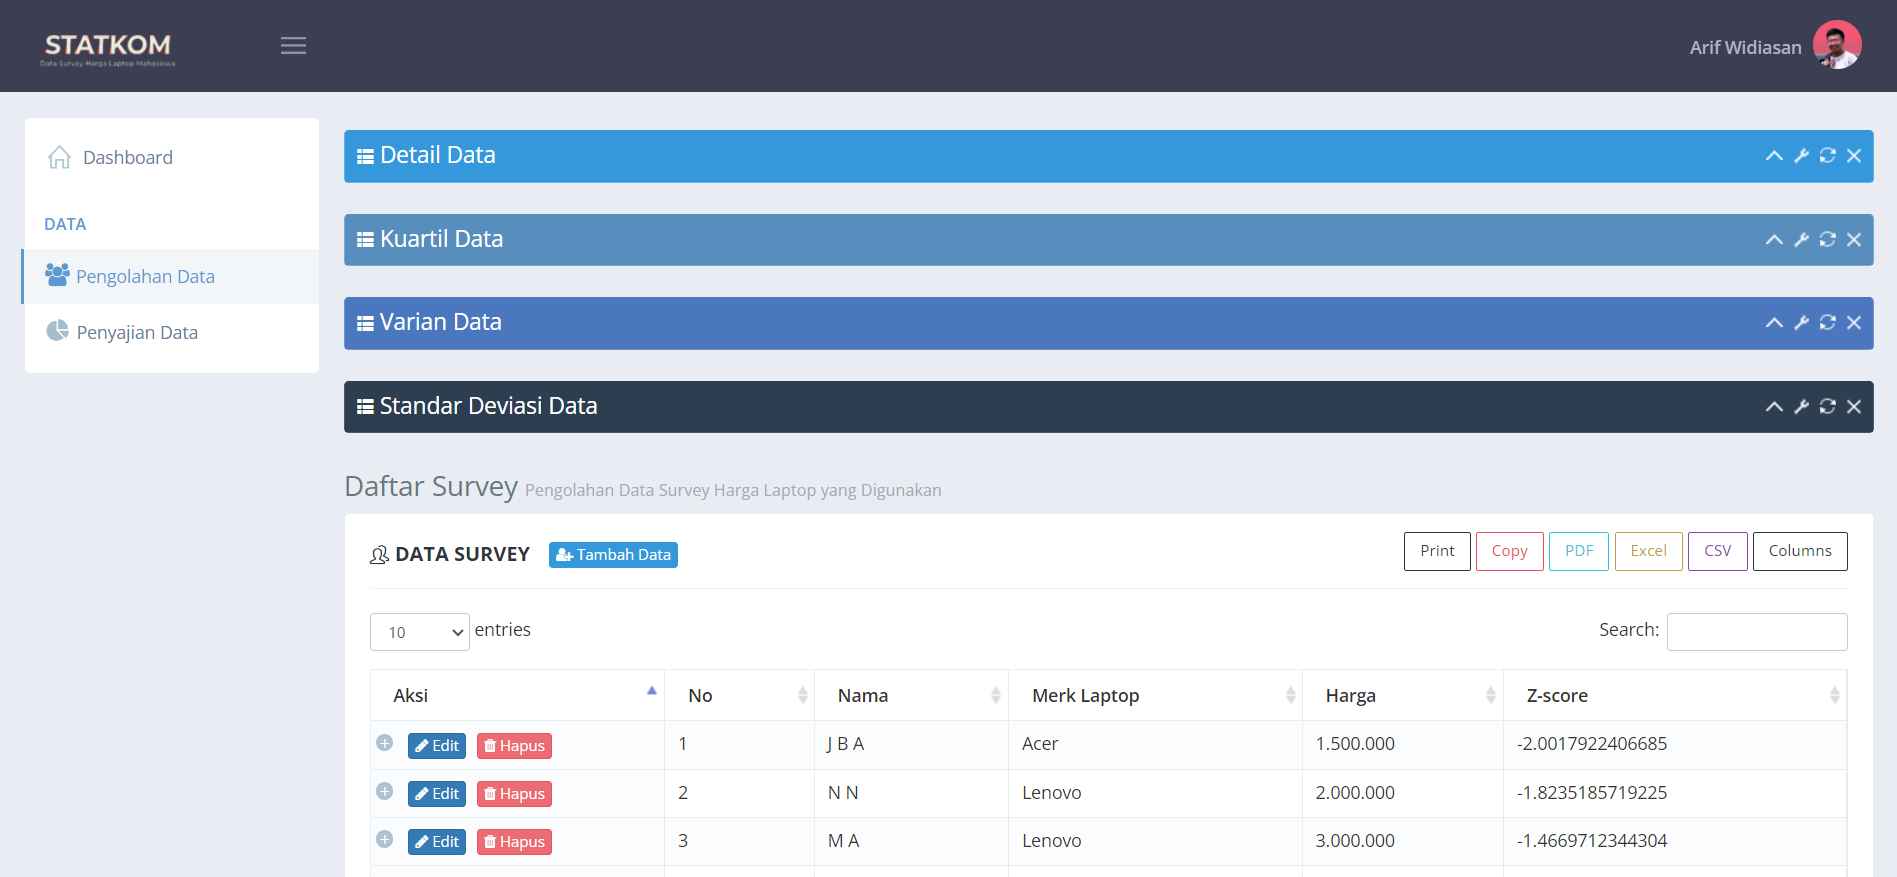 STATKOM
Data Survey Harga Laptop Mahasiswa
Arif Widiasan
Dashboard
DATA
Pengolahan Data
Penyajian Data
Detail Data
Kuartil Data
Varian Data
Standar Deviasi Data
Daftar Survey Pengolahan Data Survey Harga Laptop yang Digunakan
DATA SURVEY Tambah Data Print Copy PDF Excel CSV Columns
10 entries Search:
Aksi No Nama Merk Laptop Harga Z-score
Edit Hapus 1 J B A Acer 1.500.000 -2.0017922406685
Edit Hapus 2 N N Lenovo 2.000.000 -1.8235185719225
Edit Hapus 3 M A Lenovo 3.000.000 -1.4669712344304